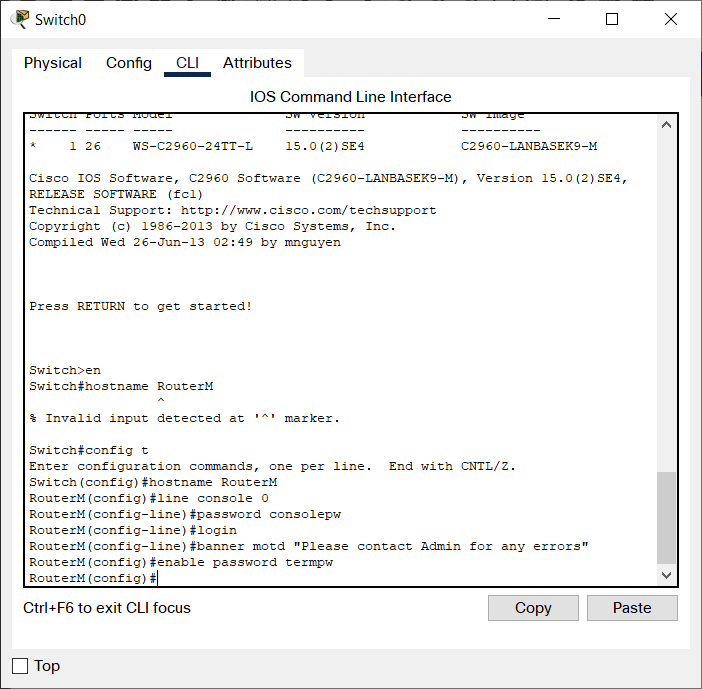 Switch0
Physical Config CLI Attributes
IOS Command Line Interface
Switch Ports Model SW Version SW Image
------ ----- ----- ---------- ----------
* 1 26 WS-C2960-24TT-L 15.0(2)SE4 C2960-LANBASEK9-M
Cisco IOS Software, C2960 Software (C2960-LANBASEK9-M), Version 15.0(2)SE4,
RELEASE SOFTWARE (fc1)
Technical Support: http://www.cisco.com/techsupport
Copyright (c) 1986-2013 by Cisco Systems, Inc.
Compiled Wed 26-Jun-13 02:49 by mnguyen
Press RETURN to get started!
Switch>en
Switch#hostname RouterM
^
% Invalid input detected at '^' marker.
Switch#config t
Enter configuration commands, one per line. End with CNTL/Z.
Switch(config)#hostname RouterM
RouterM(config)#line console 0
RouterM(config-line)#password consolepw
RouterM(config-line)#login
RouterM(config-line)#banner motd "Please contact Admin for any errors"
RouterM(config)#enable password termpw
RouterM(config)#
Ctrl+F6 to exit CLI focus
Copy Paste
Top